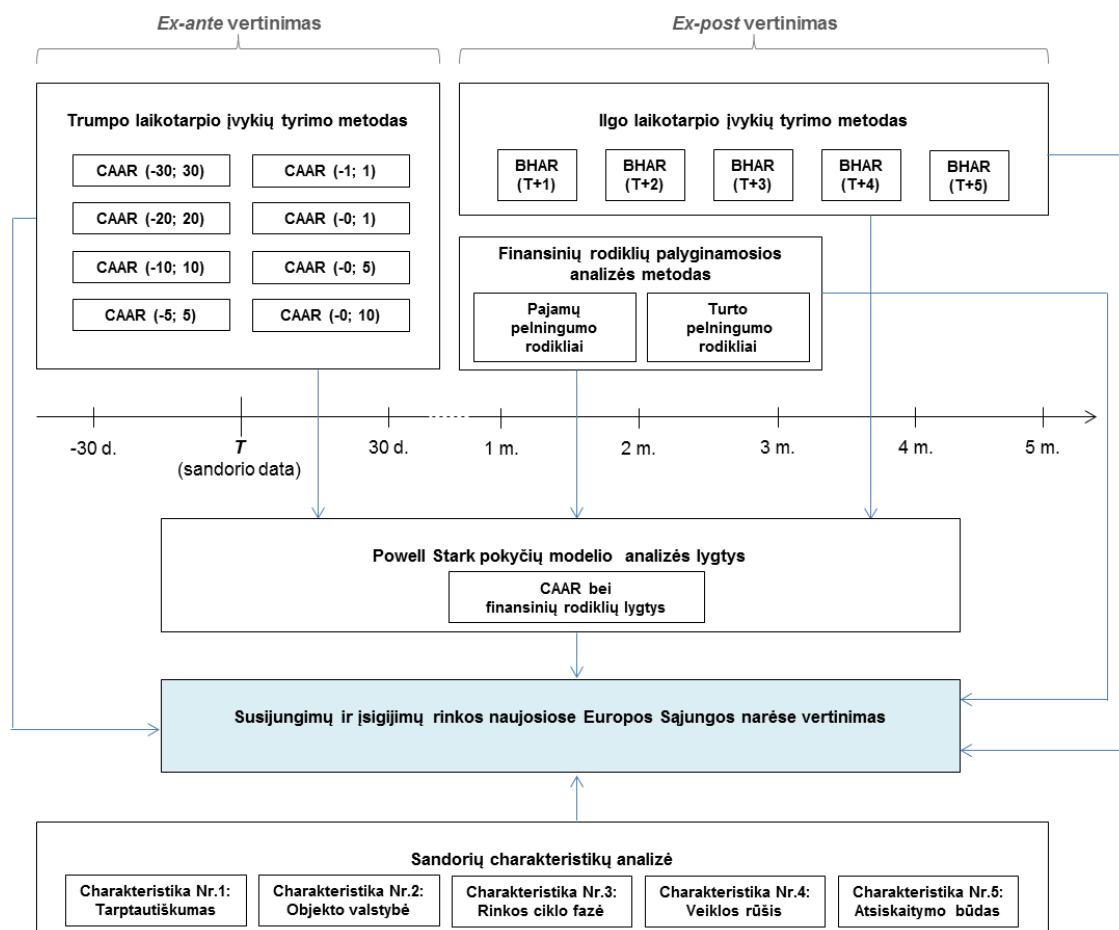 Ex-ante vertinimas
Ex-post vertinimas
Trumpo laikotarpio įvykių tyrimo metodas
CAAR (-30; 30)
CAAR (-1; 1)
CAAR (-20; 20)
CAAR (-0; 1)
CAAR (-10; 10)
CAAR (-0; 5)
CAAR (-5; 5)
CAAR (-0; 10)
Ilgo laikotarpio įvykių tyrimo metodas
BHAR
(T+1)
BHAR
(T+2)
BHAR
(T+3)
BHAR
(T+4)
BHAR
(T+5)
Finansinių rodiklių palyginamosios
analizės metodas
Pajamų
pelningumo
rodikliai
Turto
pelningumo
rodikliai
-30 d.
T
(sandorio data)
30 d.
1 m.
2 m.
3 m.
4 m.
5 m.
Powell Stark pokyčių modelio analizės lygtys
CAAR bei
finansinių rodiklių lygtys
Susijungimų ir įsigijimų rinkos naujosiose Europos Sąjungos narėse vertinimas
Sandorių charakteristikų analizė
Charakteristika Nr.1:
Tarptautiškumas
Charakteristika Nr.2:
Objekto valstybė
Charakteristika Nr.3:
Rinkos ciklo fazė
Charakteristika Nr.4:
Veiklos rūšis
Charakteristika Nr.5:
Atsiskaitymo būdas